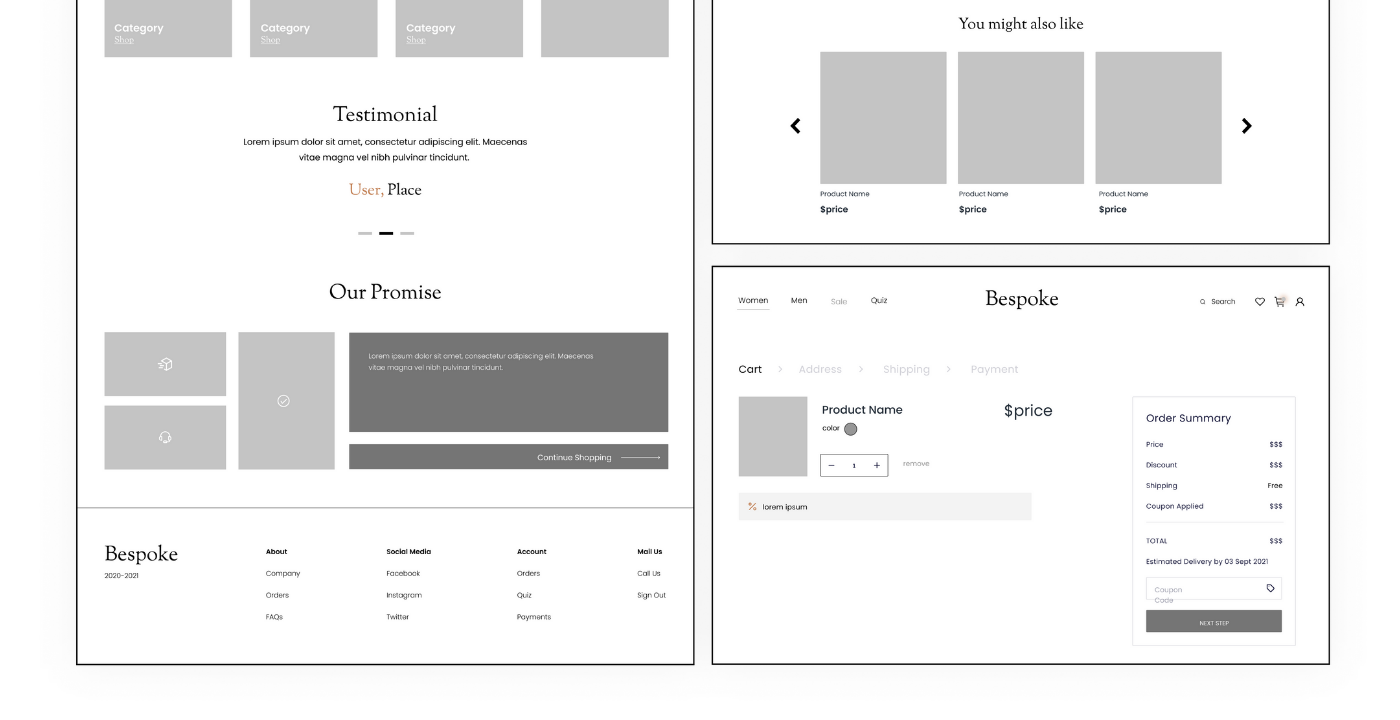 Category
Shop
Category
Shop
Category
Shop
Testimonial
Lorem ipsum dolor sit amet, consectetur adipiscing elit. Maecenas
vitae magna vel nibh pulvinar tincidunt.
User, Place
Our Promise
Lorem ipsum dolor sit amet, consectetur adipiscing elit. Maecenas
vitae magna vel nibh pulvinar tincidunt.
Continue Shopping
Bespoke
2020-2021
About
Company
Orders
FAQs
Social Media
Facebook
Instagram
Twitter
Account
Orders
Quiz
Payments
Mail Us
Call Us
Sign Out
You might also like
Product Name
$price
Product Name
$price
Product Name
$price
Women Men Sale Quiz
Bespoke
Search
Cart Address Shipping Payment
Product Name
$price
color
1
remove
lorem ipsum
Order Summary
Price $$$
Discount $$$
Shipping Free
Coupon Applied $$$
TOTAL $$$
Estimated Delivery by 03 Sept 2021
Coupon
Code
NEXT STEP